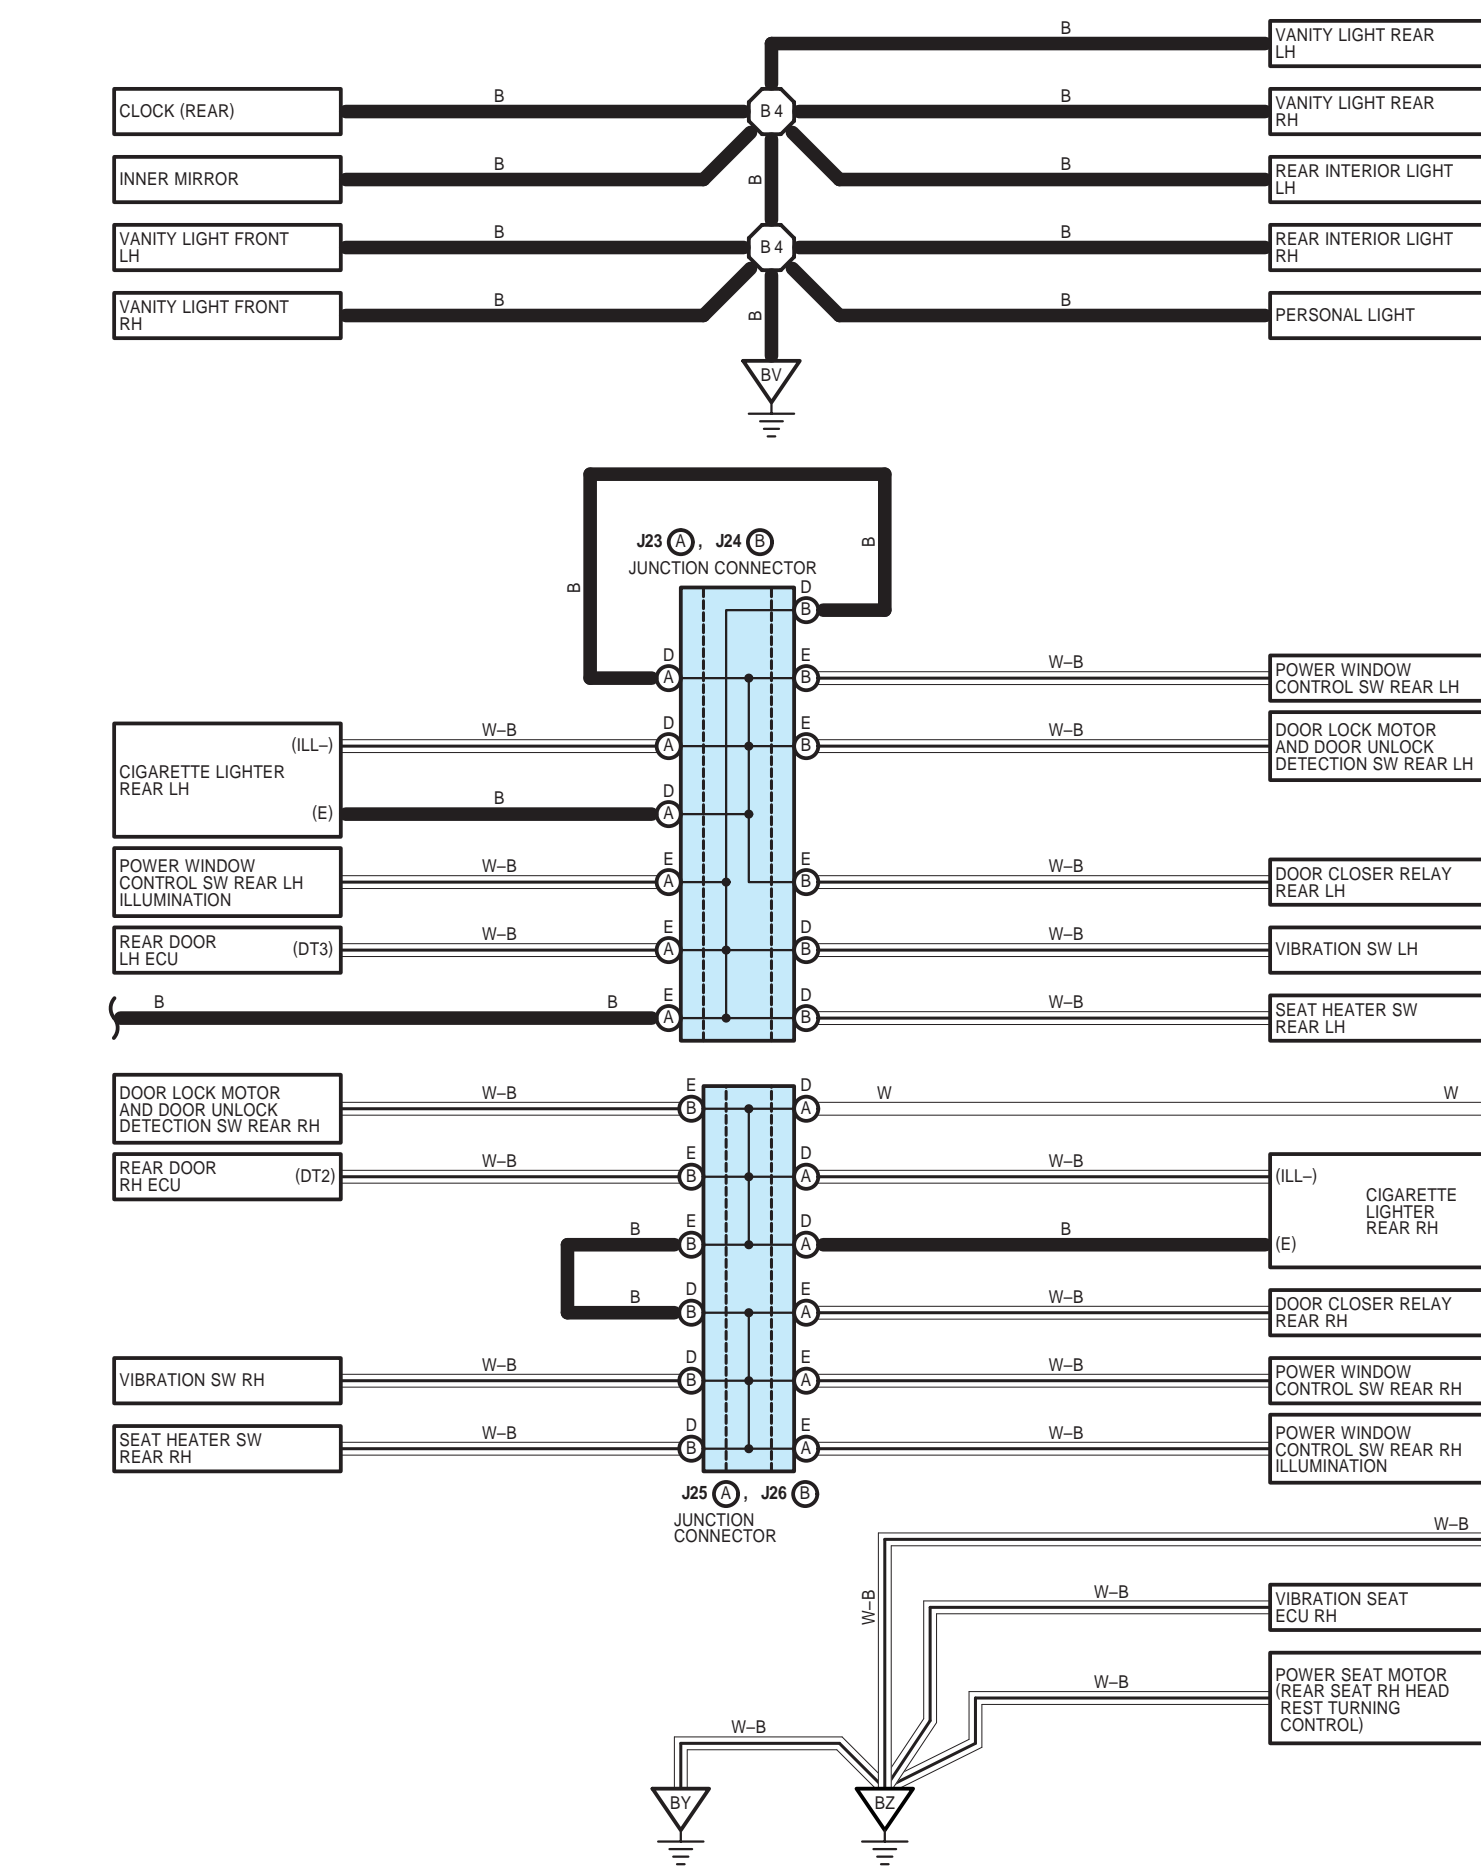 B
VANITY LIGHT REAR
LH
CLOCK (REAR)
B
B 4
B
VANITY LIGHT REAR
RH
INNER MIRROR
B
B
B
REAR INTERIOR LIGHT
LH
VANITY LIGHT FRONT
LH
B
B 4
B
REAR INTERIOR LIGHT
RH
VANITY LIGHT FRONT
RH
B
B
B
PERSONAL LIGHT
BV
J23 A , J24 B
JUNCTION CONNECTOR
B
B
D
B
D
A
E
B
W–B
POWER WINDOW
CONTROL SW REAR LH
CIGARETTE LIGHTER
REAR LH
(ILL–)
W–B
D
A
E
B
W–B
DOOR LOCK MOTOR
AND DOOR UNLOCK
DETECTION SW REAR LH
(E)
B
D
A
POWER WINDOW
CONTROL SW REAR LH
ILLUMINATION
W–B
E
A
E
B
W–B
DOOR CLOSER RELAY
REAR LH
REAR DOOR
LH ECU
(DT3)
W–B
E
A
D
B
W–B
VIBRATION SW LH
B
B
E
A
D
B
W–B
SEAT HEATER SW
REAR LH
DOOR LOCK MOTOR
AND DOOR UNLOCK
DETECTION SW REAR RH
W–B
E
B
D
A
W
W
REAR DOOR
RH ECU
(DT2)
W–B
E
B
D
A
W–B
(ILL–)
CIGARETTE
LIGHTER
REAR RH
B
E
B
D
A
B
(E)
B
D
B
E
A
W–B
DOOR CLOSER RELAY
REAR RH
VIBRATION SW RH
W–B
D
B
E
A
W–B
POWER WINDOW
CONTROL SW REAR RH
SEAT HEATER SW
REAR RH
W–B
D
B
E
A
W–B
POWER WINDOW
CONTROL SW REAR RH
ILLUMINATION
J25 A , J26 B
JUNCTION
CONNECTOR
W–B
W–B
W–B
VIBRATION SEAT
ECU RH
W–B
POWER SEAT MOTOR
(REAR SEAT RH HEAD
REST TURNING
CONTROL)
W–B
BY
BZ